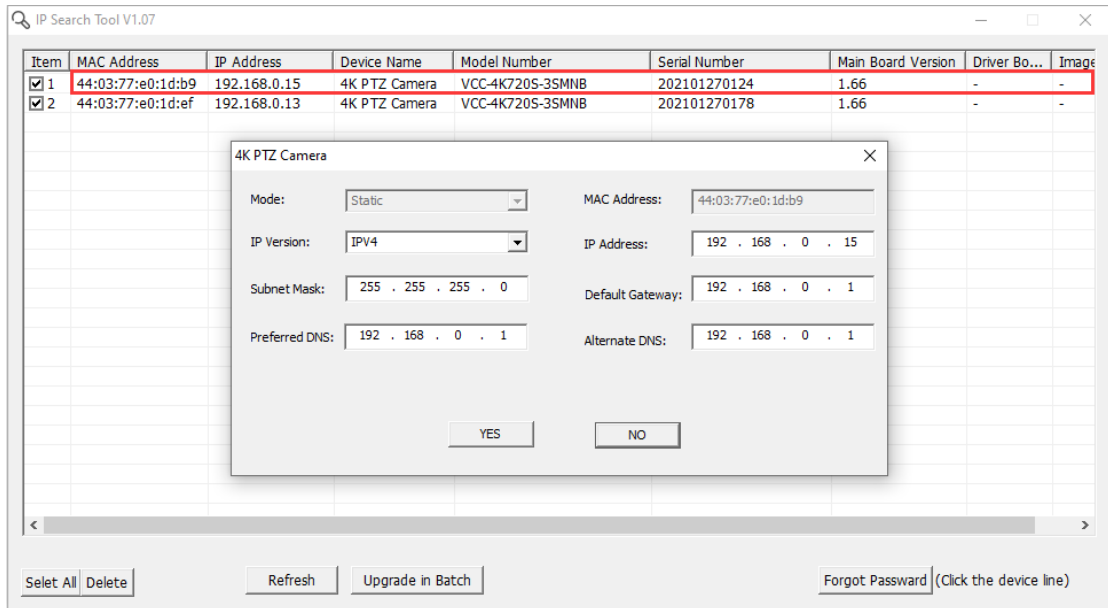 IP Search Tool V1.07
Item MAC Address IP Address Device Name Model Number Serial Number Main Board Version Driver Bo... Image
1 44:03:77:e0:1d:b9 192.168.0.15 4K PTZ Camera VCC-4K720S-3SMNB 202101270124 1.66 - -
2 44:03:77:e0:1d:ef 192.168.0.13 4K PTZ Camera VCC-4K720S-3SMNB 202101270178 1.66 - -
4K PTZ Camera
Mode: Static MAC Address: 44:03:77:e0:1d:b9
IP Version: IPV4 IP Address: 192 . 168 . 0 . 15
Subnet Mask: 255 . 255 . 255 . 0 Default Gateway: 192 . 168 . 0 . 1
Preferred DNS: 192 . 168 . 0 . 1 Alternate DNS: 192 . 168 . 0 . 1
YES NO
Selet All Delete Refresh Upgrade in Batch Forgot Password (Click the device line)